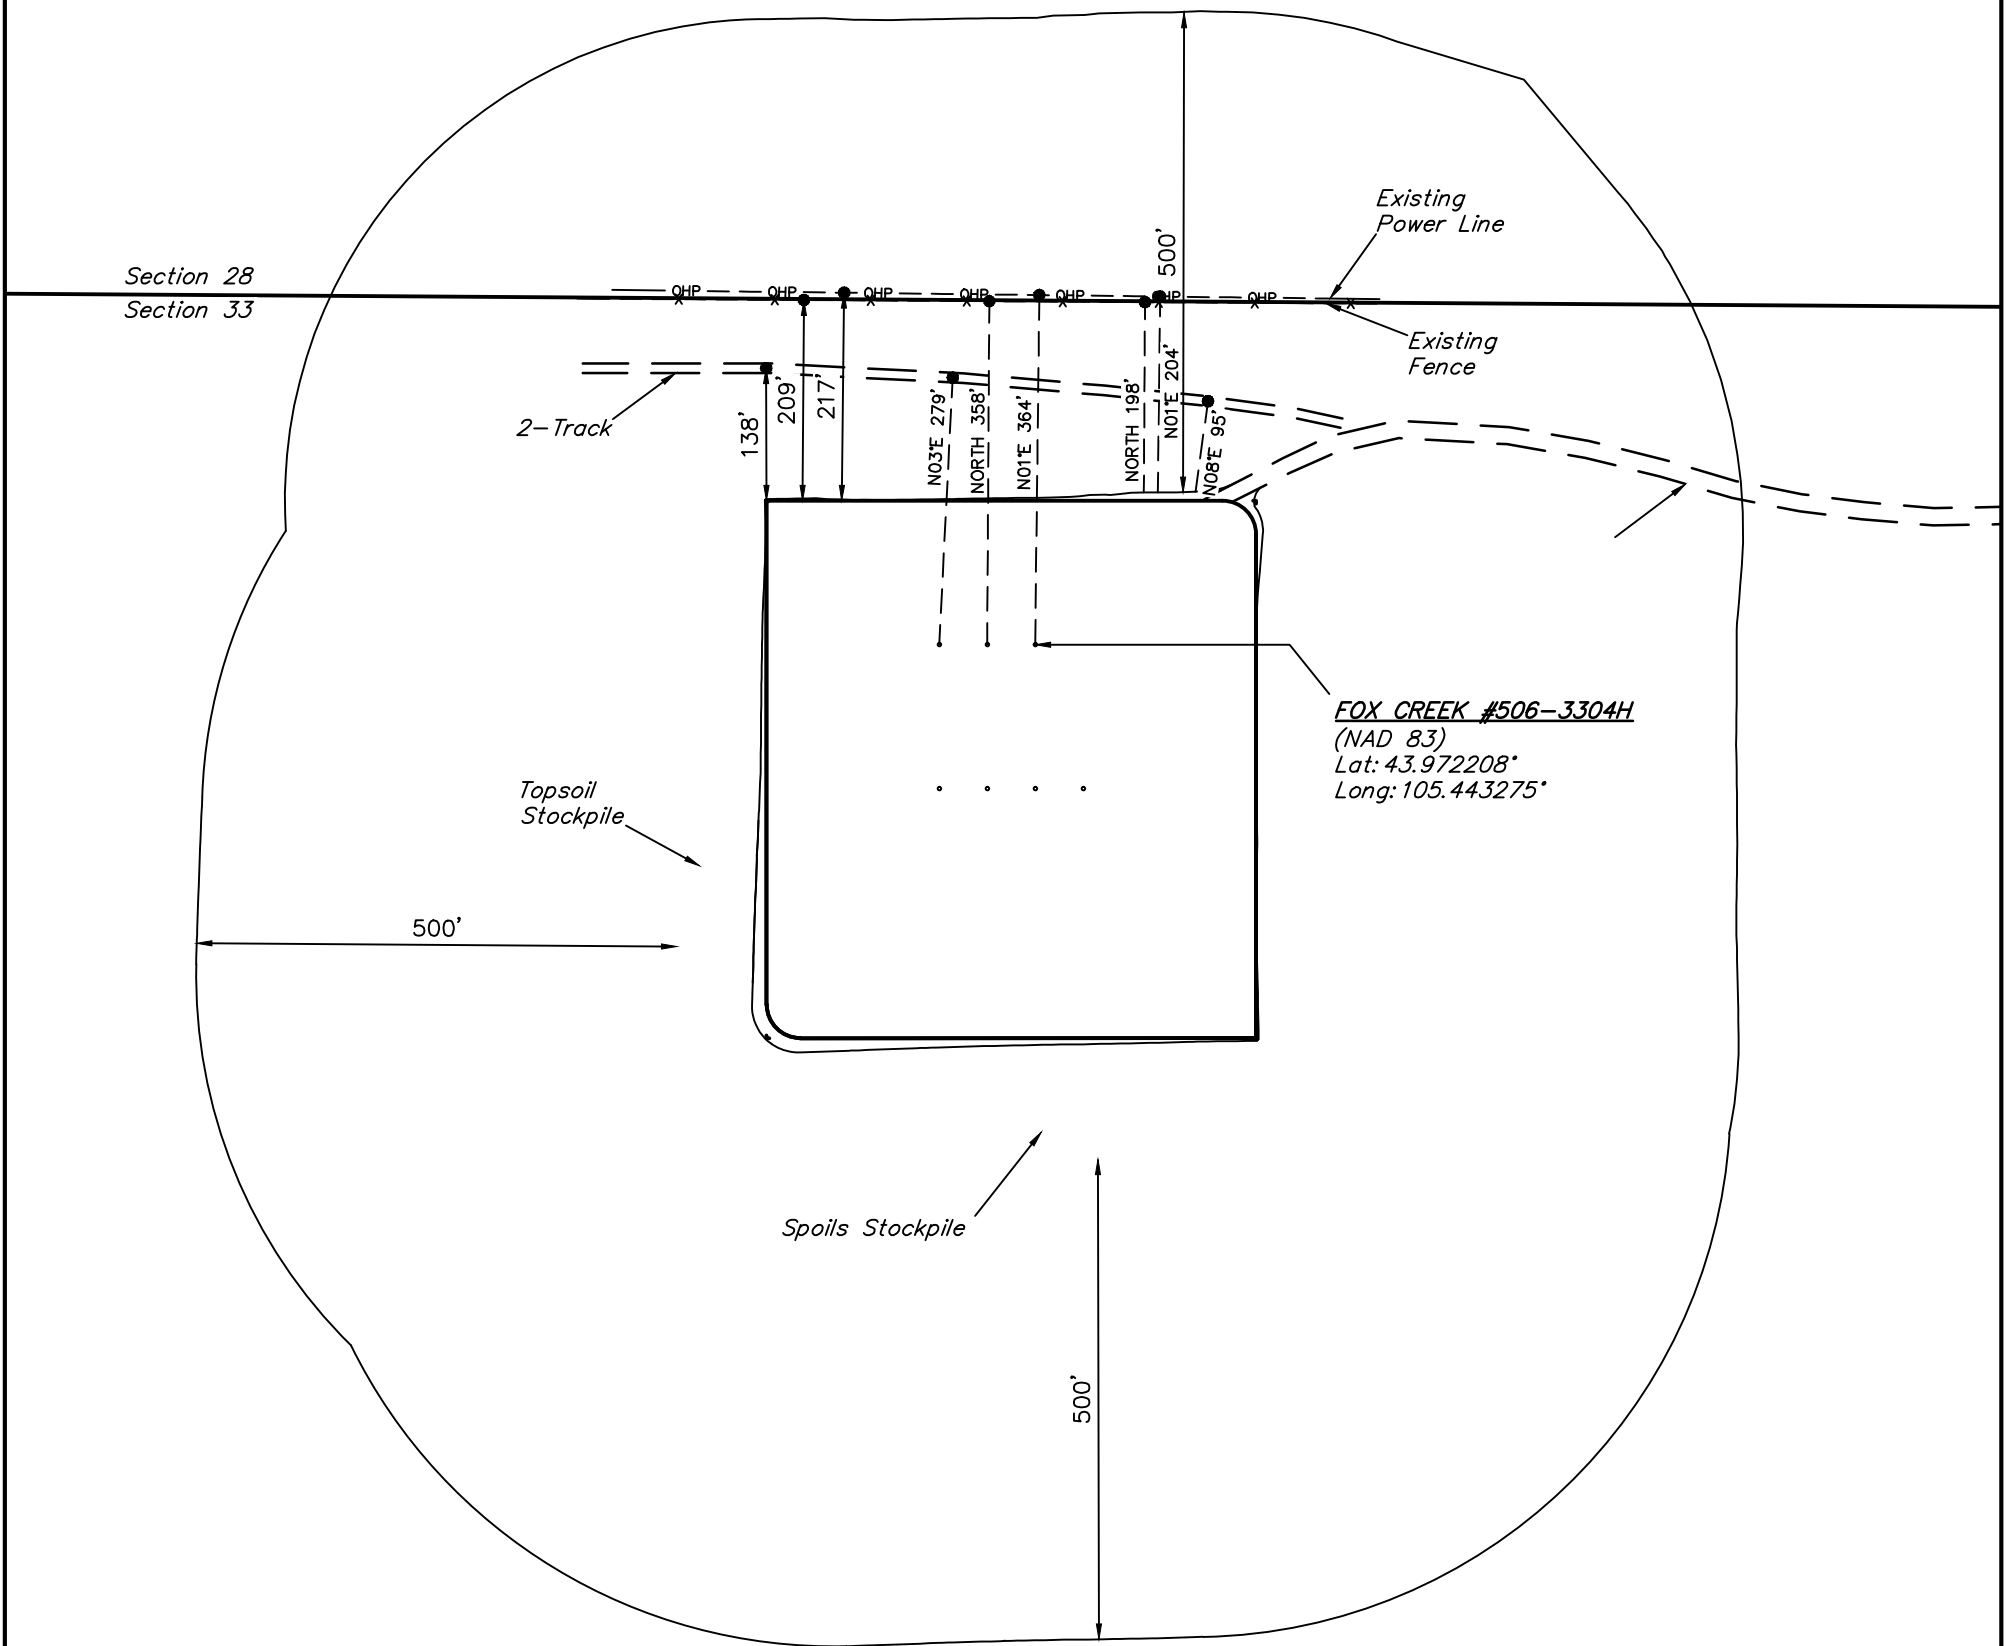 Existing
Power Line
500'
Section 28
Section 33
OHP
OHP
OHP
OHP
OHP
HP
OHP
Existing
Fence
2-Track
138'
209'
217'
N03°E 279'
NORTH 358'
N01°E 364'
NORTH 198'
N01°E 204'
N08°E 95'
FOX CREEK #506-3304H
(NAD 83)
Lat: 43.972208°
Long: 105.443275°
Topsoil
Stockpile
500'
Spoils Stockpile
500'